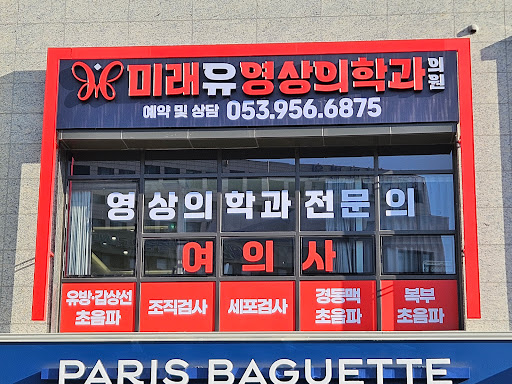 미래유영상의학과의원
예약 및 상담 053.956.6875
영상의학과전문의
여의사
유방·갑상선 초음파
조직검사
세포검사
경동맥 초음파
복부 초음파
PARIS BAGUETTE